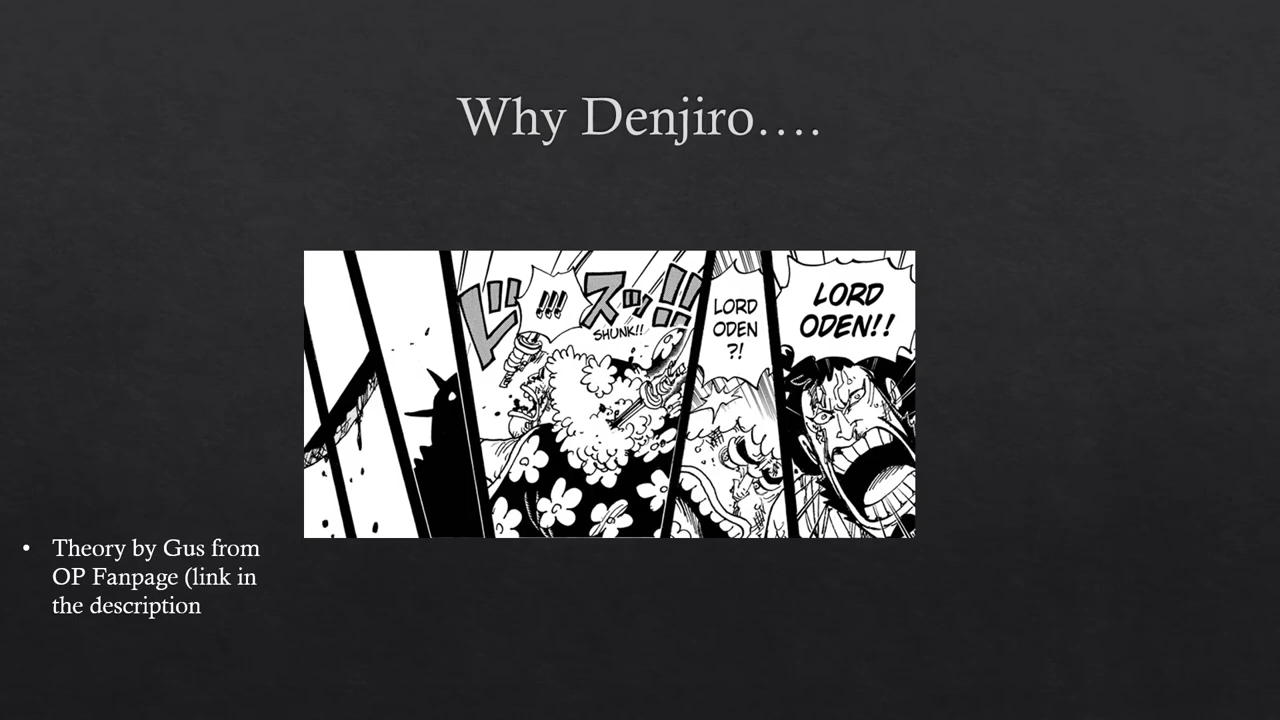 Why Denjiro....
ドスッ!!
!!!
SHUNK!!
LORD
ODEN
?!
LORD
ODEN!!
• Theory by Gus from
OP Fanpage (link in
the description